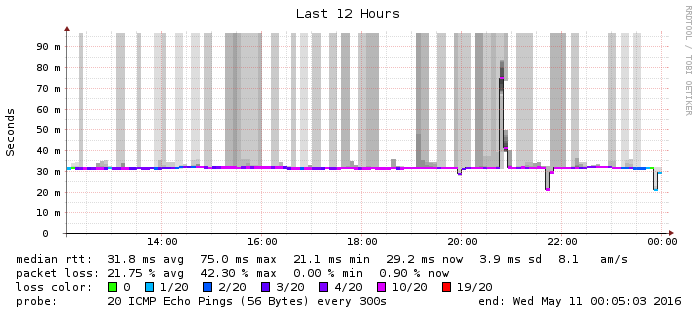 Last 12 Hours
RRDTOOL / TOBI OETIKER
Seconds
90 m
80 m
70 m
60 m
50 m
40 m
30 m
20 m
10 m
0
14:00 16:00 18:00 20:00 22:00 00:00
median rtt: 31.8 ms avg 75.0 ms max 21.1 ms min 29.2 ms now 3.9 ms sd 8.1 am/s
packet loss: 21.75 % avg 42.30 % max 0.00 % min 0.90 % now
loss color: 0 1/20 2/20 3/20 4/20 10/20 19/20
probe: 20 ICMP Echo Pings (56 Bytes) every 300s end: Wed May 11 00:05:03 2016